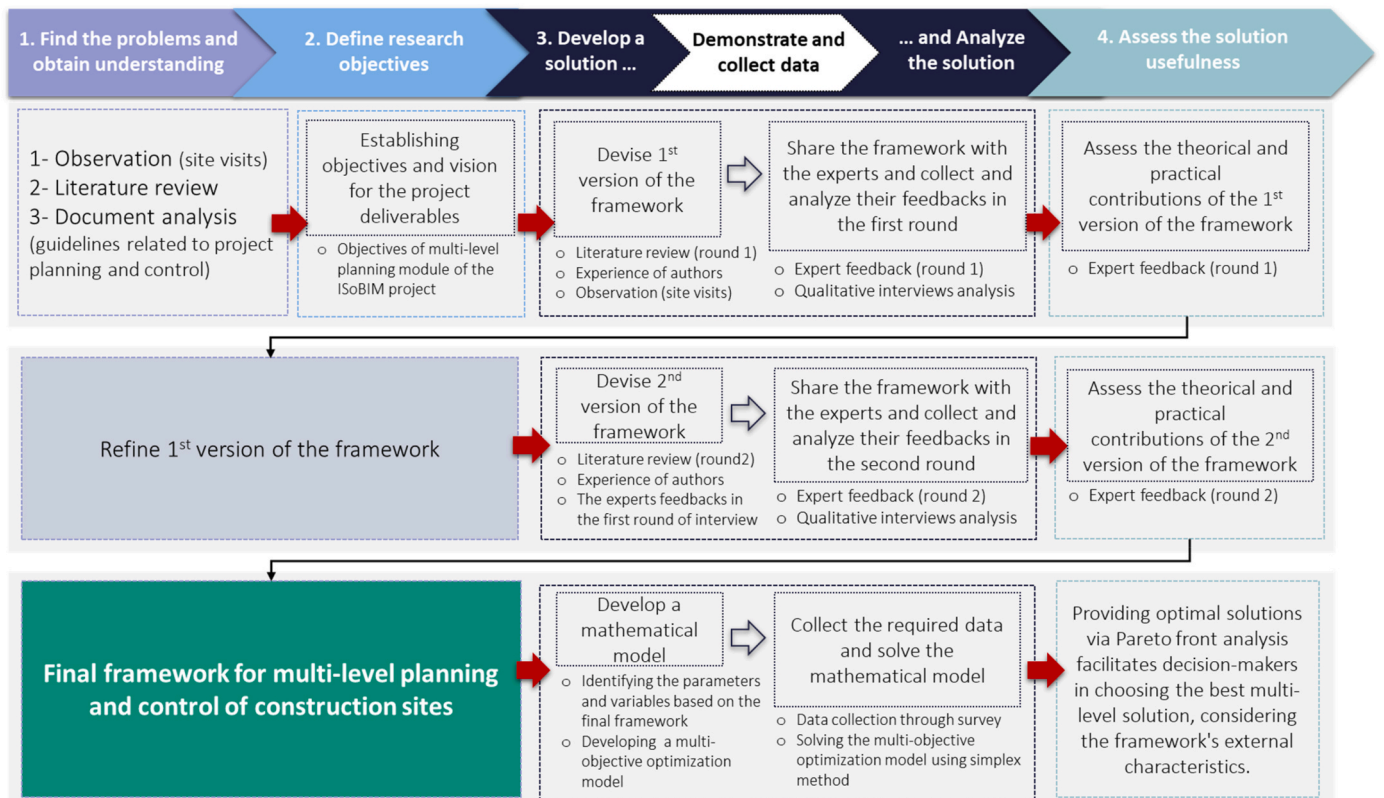 1. Find the problems and
obtain understanding
2. Define research
objectives
3. Develop a
solution ...
Demonstrate and
collect data
... and Analyze
the solution
4. Assess the solution
usefulness
1- Observation (site visits)
2- Literature review
3- Document analysis
(guidelines related to project
planning and control)
Establishing
objectives and vision
for the project
deliverables
o Objectives of multi-level
planning module of the
ISoBIM project
Devise 1st
version of the
framework
o Literature review (round 1)
o Experience of authors
o Observation (site visits)
Share the framework with
the experts and collect and
analyze their feedbacks in
the first round
o Expert feedback (round 1)
o Qualitative interviews analysis
Assess the theorical and
practical
contributions of the 1st
version of the framework
o Expert feedback (round 1)
Refine 1st version of the framework
Devise 2nd
version of the
framework
o Literature review (round2)
o Experience of authors
o The experts feedbacks in
the first round of interview
Share the framework with
the experts and collect and
analyze their feedbacks in
the second round
o Expert feedback (round 2)
o Qualitative interviews analysis
Assess the theorical and
practical
contributions of the 2nd
version of the framework
o Expert feedback (round 2)
Final framework for multi-level planning
and control of construction sites
Develop a
mathematical
model
o Identifying the parameters
and variables based on the
final framework
o Developing a multi-
objective optimization
model
Collect the required data
and solve the
mathematical model
o Data collection through survey
o Solving the multi-objective
optimization model using simplex
method
Providing optimal solutions
via Pareto front analysis
facilitates decision-makers
in choosing the best multi-
level solution, considering
the framework's external
characteristics.